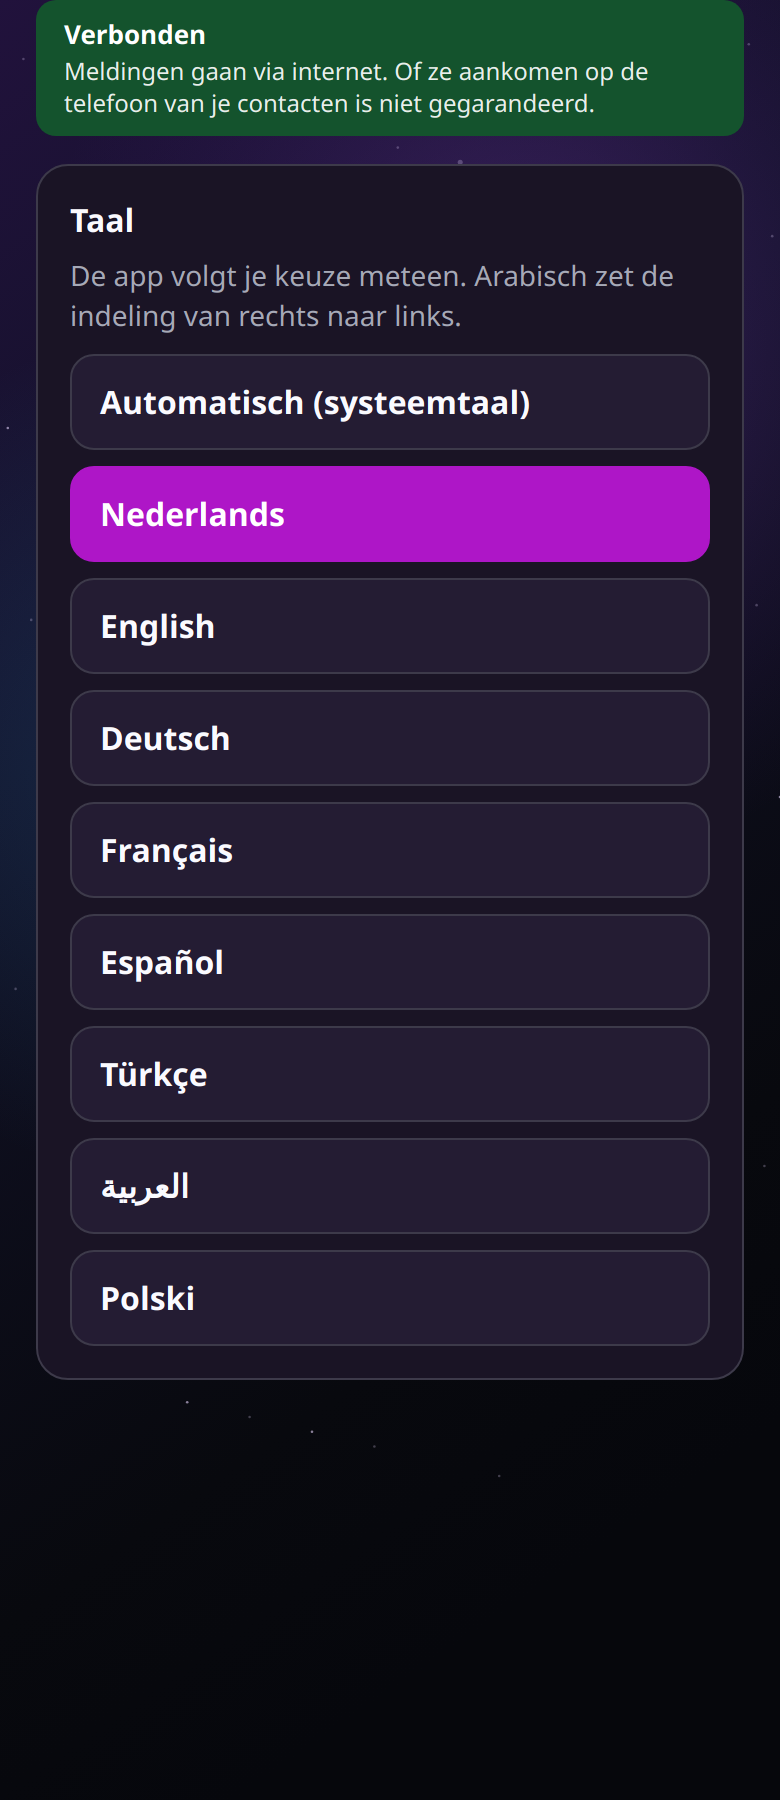 Verbonden
Meldingen gaan via internet. Of ze aankomen op de
telefoon van je contacten is niet gegarandeerd.
Taal
De app volgt je keuze meteen. Arabisch zet de
indeling van rechts naar links.
Automatisch (systeemtaal)
Nederlands
English
Deutsch
Français
Español
Türkçe
العربية
Polski